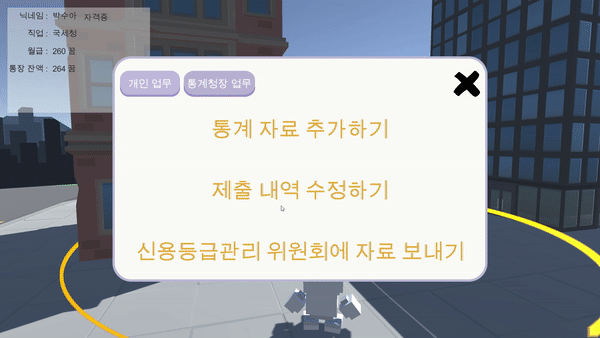 닉네임 : 박수아 자격증
직업 : 국세청
월급 : 260 꿈
통장 잔액 : 264 꿈
개인 업무 통계청장 업무
통계 자료 추가하기
제출 내역 수정하기
신용등급관리 위원회에 자료 보내기